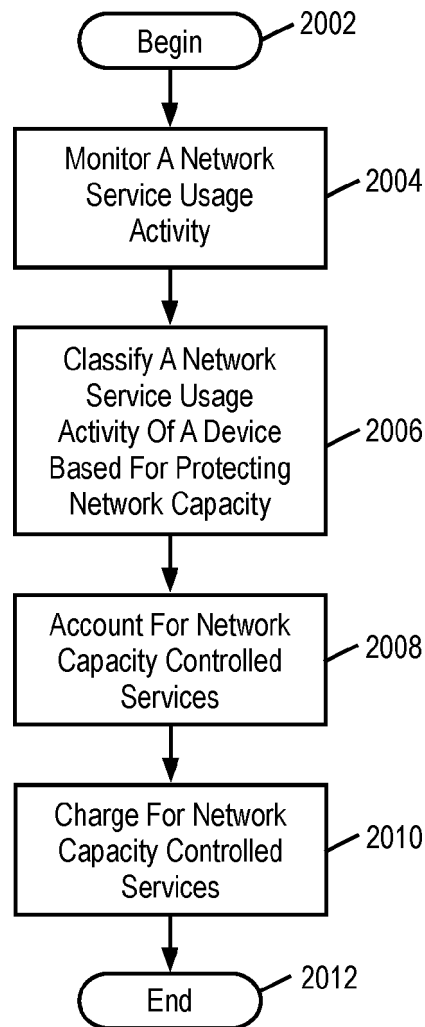 Begin
2002
Monitor A Network
Service Usage
Activity
2004
Classify A Network
Service Usage
Activity Of A Device
Based For Protecting
Network Capacity
2006
Account For Network
Capacity Controlled
Services
2008
Charge For Network
Capacity Controlled
Services
2010
End
2012